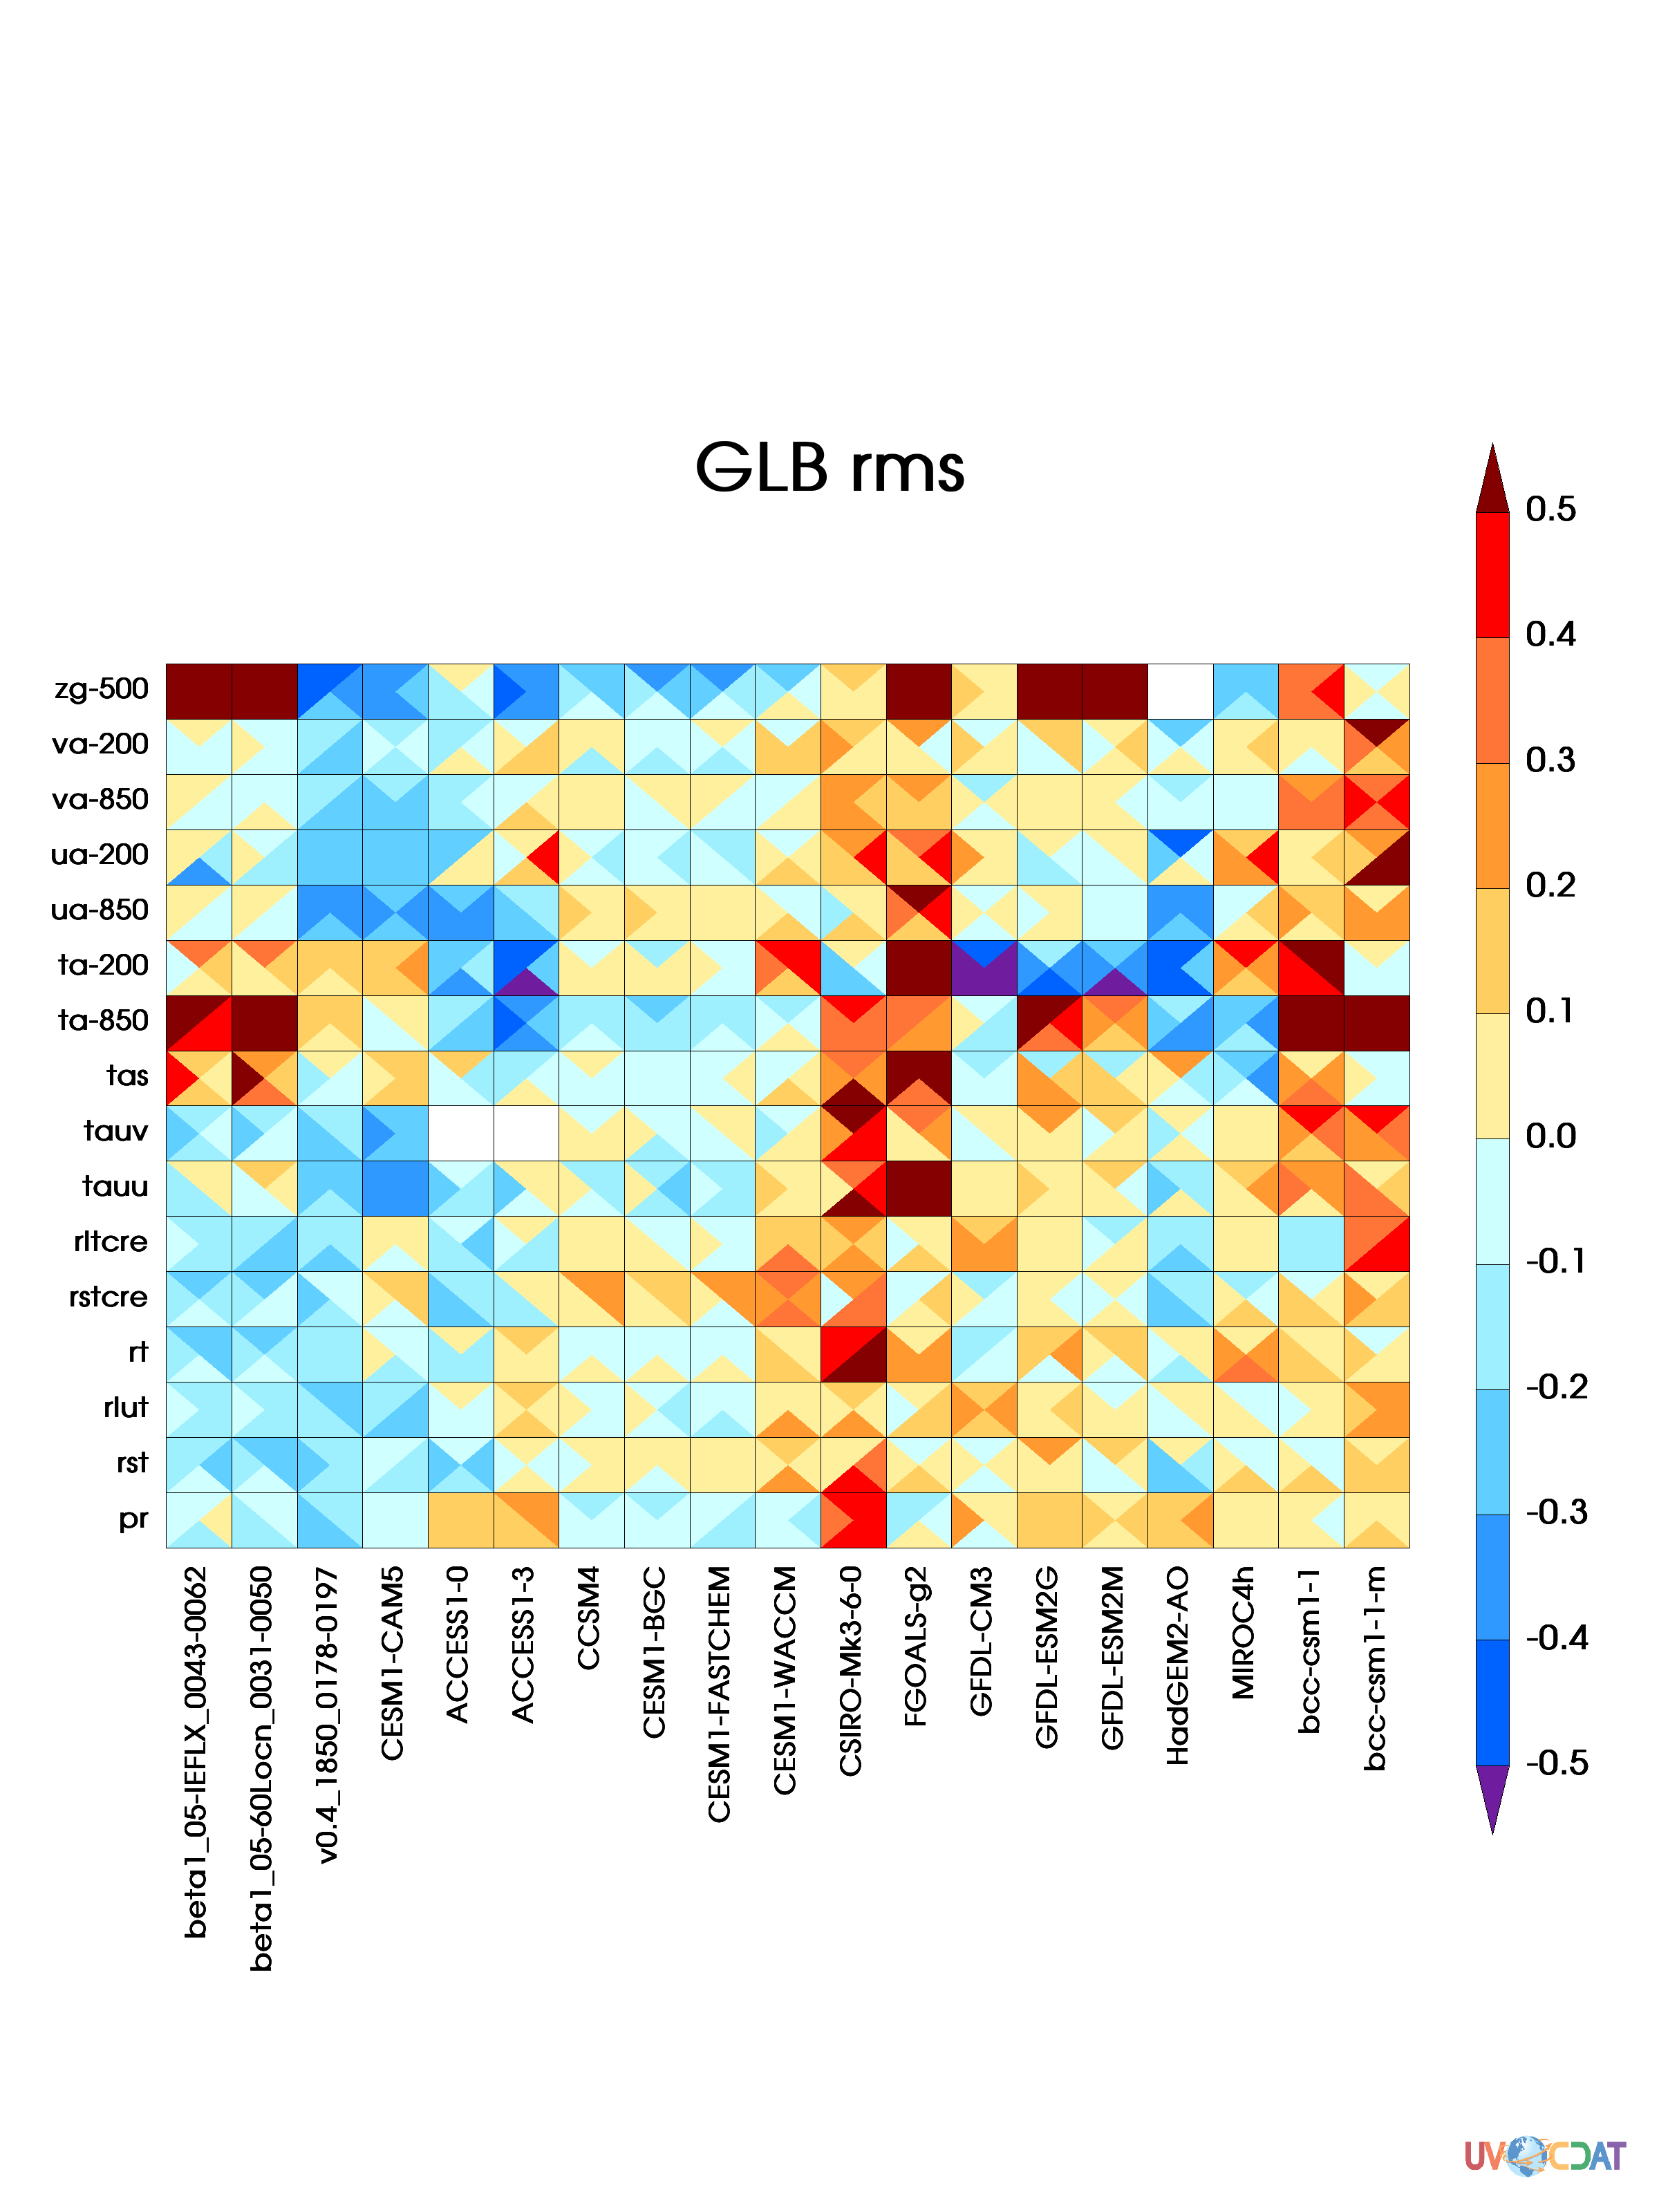 GLB rms
0.5
0.4
0.3
0.2
0.1
0.0
-0.1
-0.2
-0.3
-0.4
-0.5
zg-500
va-200
va-850
ua-200
ua-850
ta-200
ta-850
tas
tauv
tauu
rltcre
rstcre
rt
rlut
rst
pr
beta1_05-IEFLX_0043-0062
beta1_05-60Locn_0031-0050
v0.4_1850_0178-0197
CESM1-CAM5
ACCESS1-0
ACCESS1-3
CCSM4
CESM1-BGC
CESM1-FASTCHEM
CESM1-WACCM
CSIRO-Mk3-6-0
FGOALS-g2
GFDL-CM3
GFDL-ESM2G
GFDL-ESM2M
HadGEM2-AO
MIROC4h
bcc-csm1-1
bcc-csm1-1-m
UV CDAT